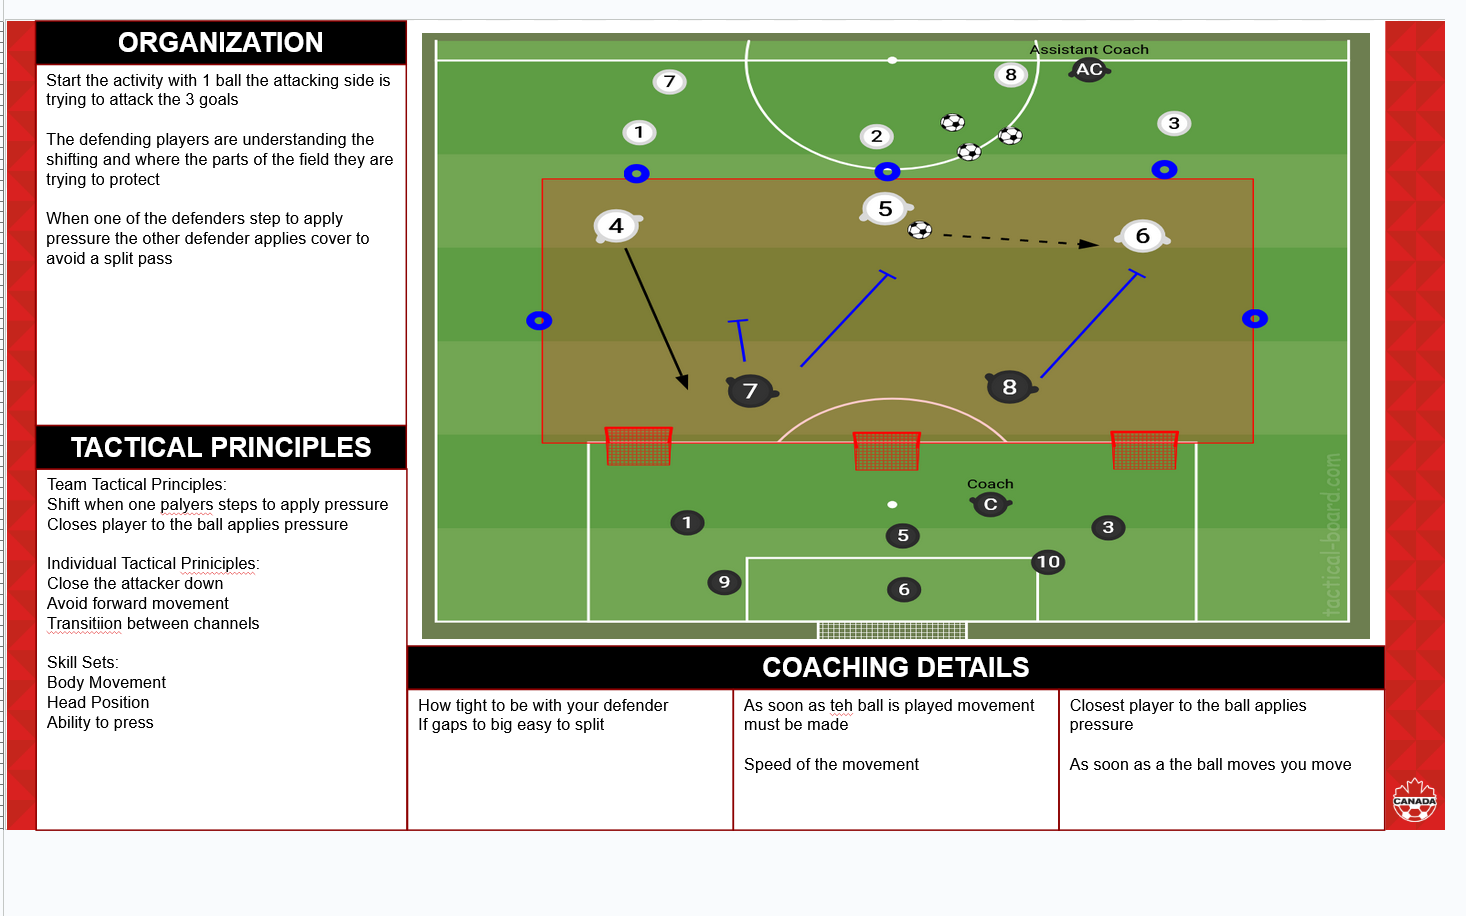 ORGANIZATION
Start the activity with 1 ball the attacking side is
trying to attack the 3 goals
The defending players are understanding the
shifting and where the parts of the field they are
trying to protect
When one of the defenders step to apply
pressure the other defender applies cover to
avoid a split pass
TACTICAL PRINCIPLES
Team Tactical Principles:
Shift when one palyers steps to apply pressure
Closes player to the ball applies pressure
Individual Tactical Priniciples:
Close the attacker down
Avoid forward movement
Transitiion between channels
Skill Sets:
Body Movement
Head Position
Ability to press
Assistant Coach
AC
7
8
1
2
3
4
5
6
7
8
Coach
C
1
5
3
9
6
10
tactical-board.com
COACHING DETAILS
How tight to be with your defender
If gaps to big easy to split
As soon as teh ball is played movement
must be made
Speed of the movement
Closest player to the ball applies
pressure
As soon as a the ball moves you move
CANADA